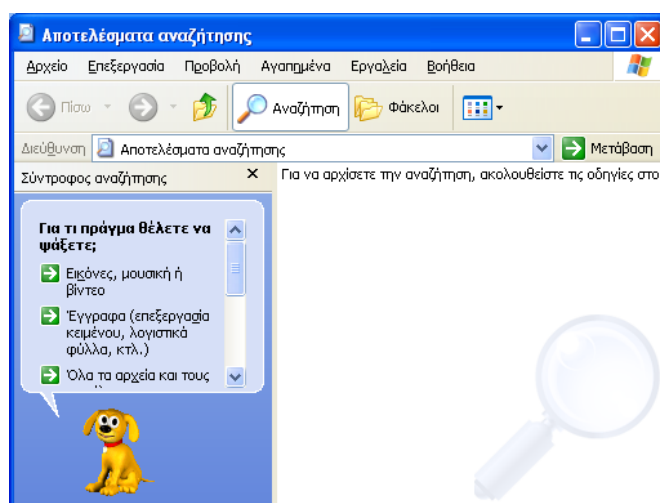 Αποτελέσματα αναζήτησης
Αρχείο Επεξεργασία Προβολή Αγαπημένα Εργαλεία Βοήθεια
Πίσω Αναζήτηση Φάκελοι
Διεύθυνση Αποτελέσματα αναζήτησης Μετάβαση
Σύντροφος αναζήτησης
Για να αρχίσετε την αναζήτηση, ακολουθείστε τις οδηγίες στο
Για τι πράγμα θέλετε να
ψάξετε;
Εικόνες, μουσική ή
βίντεο
Έγγραφα (επεξεργασία
κειμένου, λογιστικά
φύλλα, κτλ.)
Όλα τα αρχεία και τους